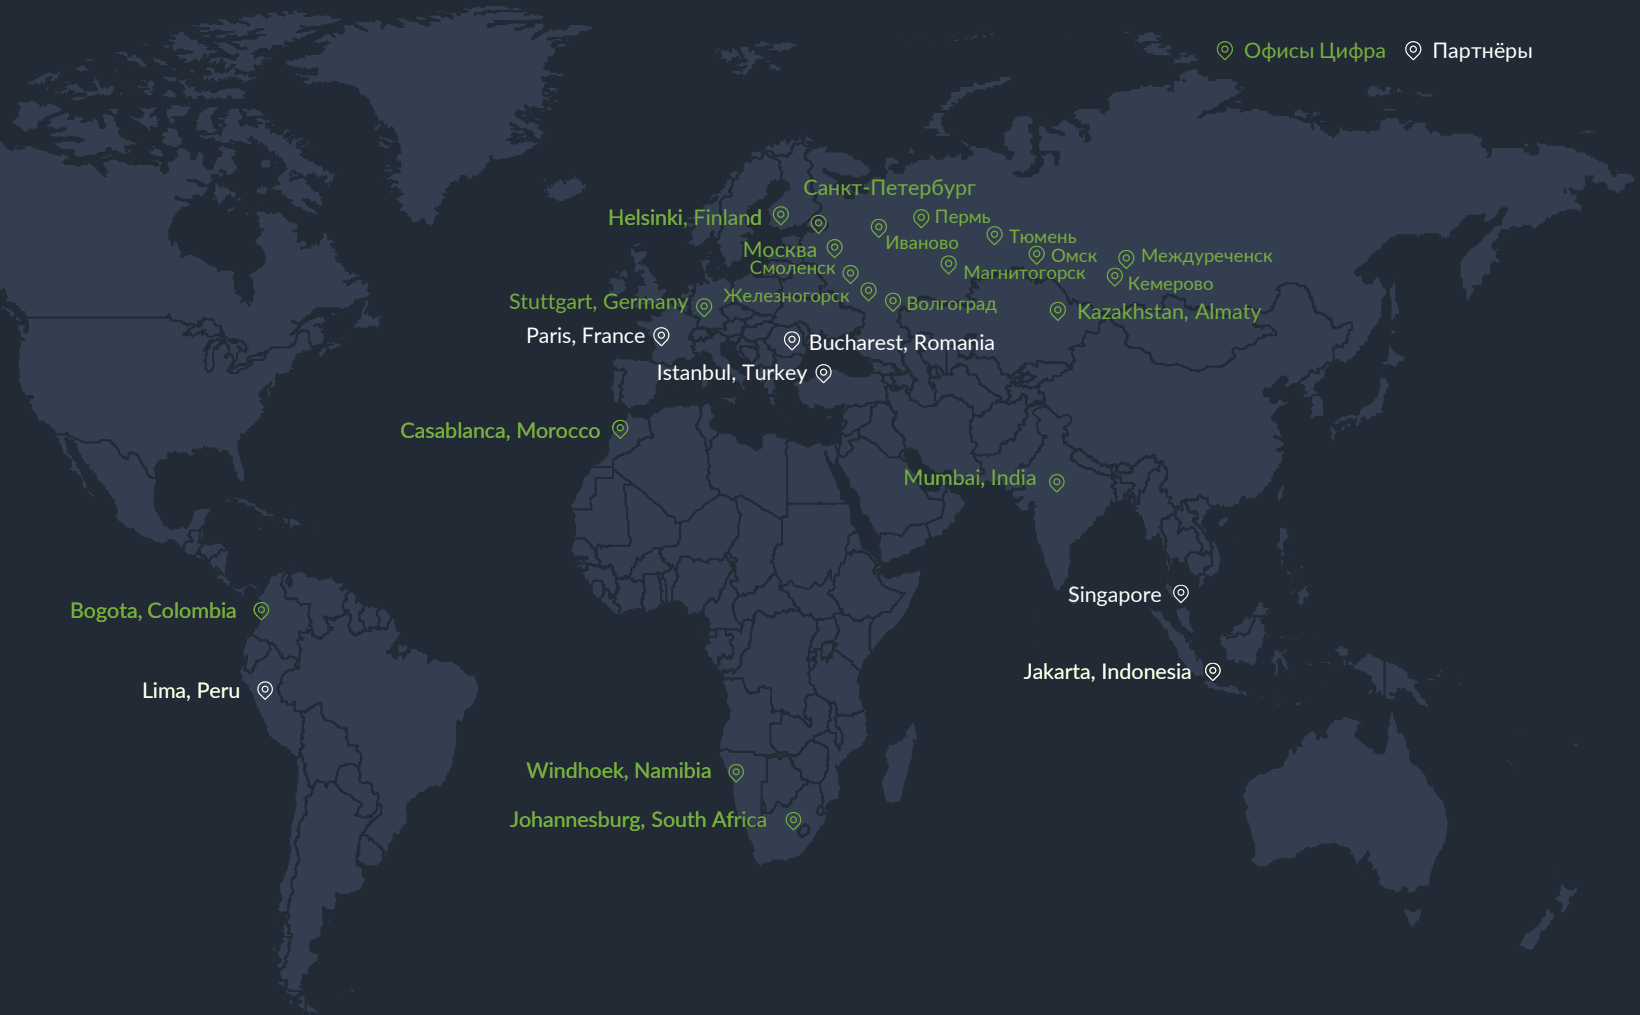 Офисы Цифра
Партнёры
Санкт-Петербург
Helsinki, Finland
Пермь
Тюмень
Иваново
Москва
Омск
Междуреченск
Смоленск
Магнитогорск
Кемерово
Железногорск
Stuttgart, Germany
Волгоград
Kazakhstan, Almaty
Paris, France
Bucharest, Romania
Istanbul, Turkey
Casablanca, Morocco
Mumbai, India
Singapore
Bogota, Colombia
Jakarta, Indonesia
Lima, Peru
Windhoek, Namibia
Johannesburg, South Africa